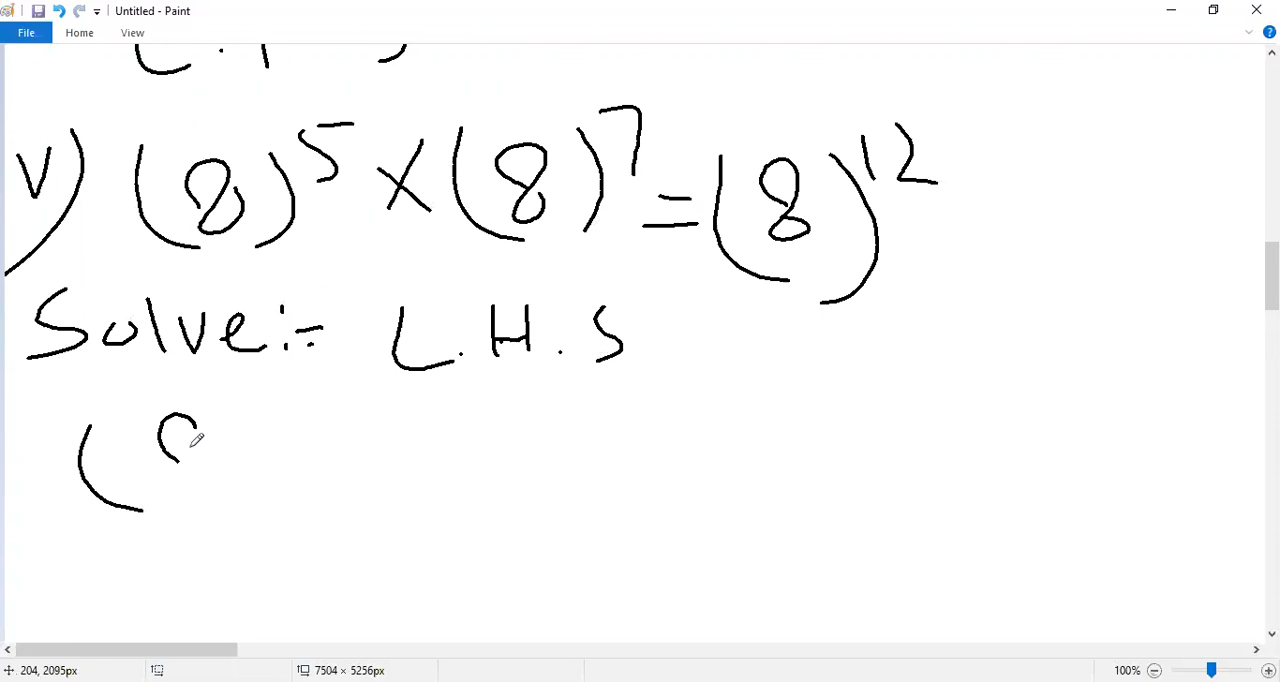 Untitled - Paint
File Home View
v) (8)⁵ × (8)⁷ = (8)¹²
Solve:- L.H.S
(
204, 2095px 7504 × 5256px 100%